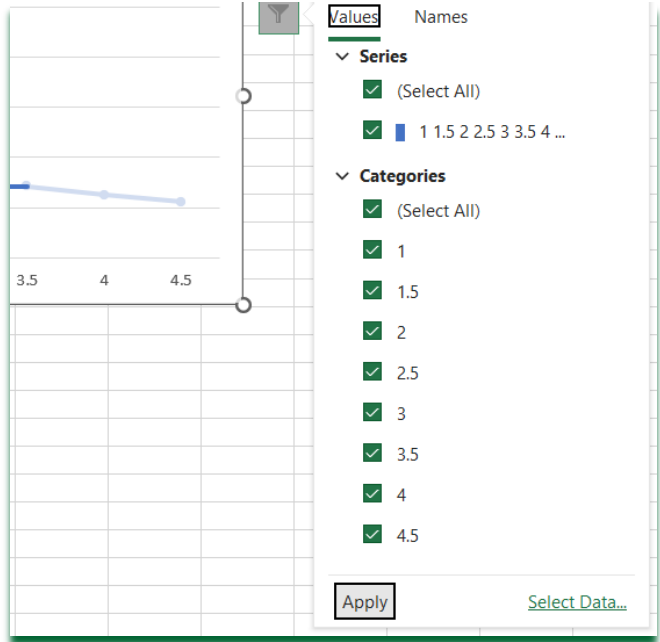 Values Names
Series
(Select All)
1 1.5 2 2.5 3 3.5 4 ...
Categories
(Select All)
1
1.5
2
2.5
3
3.5
4
4.5
3.5 4 4.5
Apply Select Data...